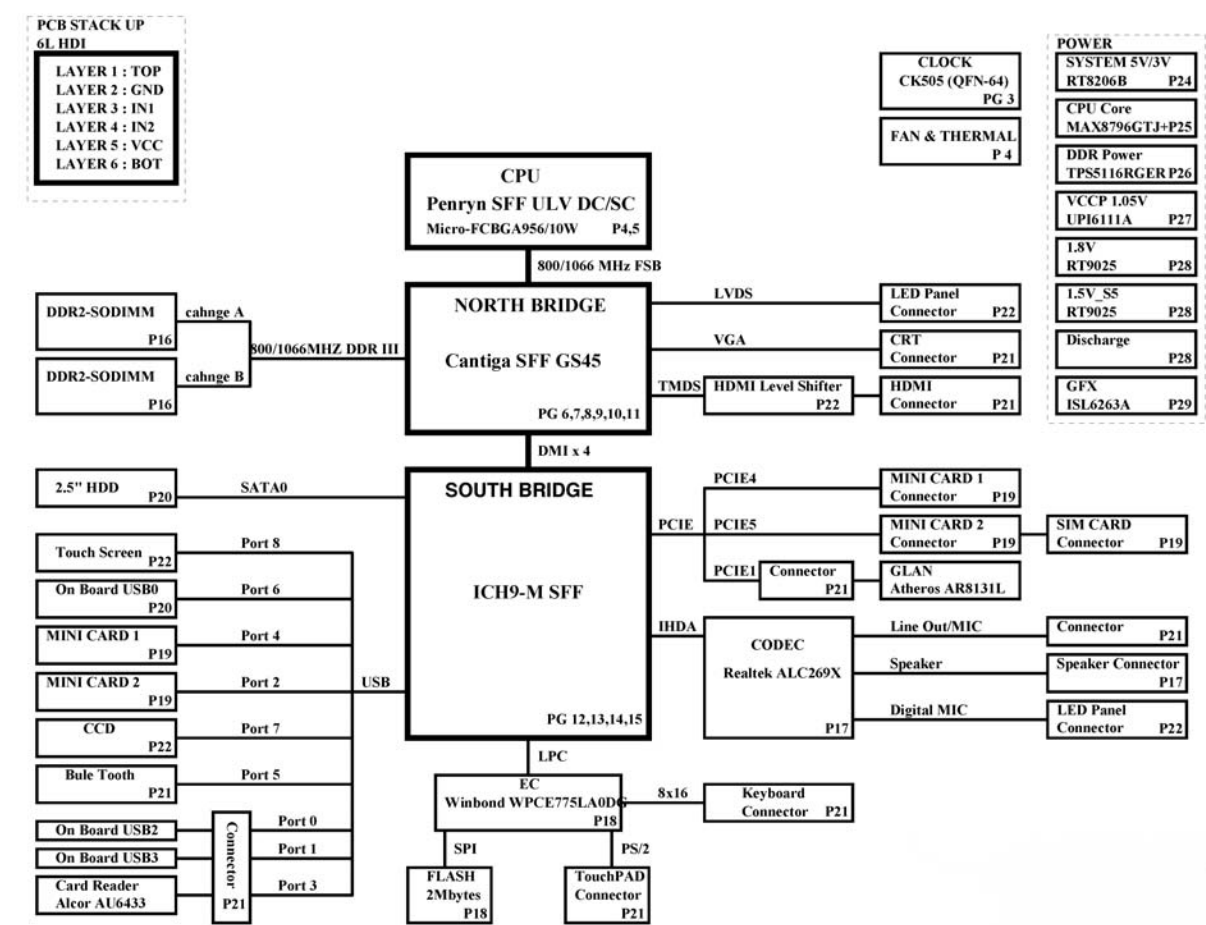 PCB STACK UP
6L HDI
LAYER 1 : TOP
LAYER 2 : GND
LAYER 3 : IN1
LAYER 4 : IN2
LAYER 5 : VCC
LAYER 6 : BOT
CLOCK
CK505 (QFN-64)
PG 3
FAN & THERMAL
P 4
POWER
SYSTEM 5V/3V
RT8206B P24
CPU Core
MAX8796GTJ+P25
DDR Power
TPS5116RGER P26
VCCP 1.05V
UPI6111A P27
1.8V
RT9025 P28
1.5V_S5
RT9025 P28
Discharge
P28
GFX
ISL6263A P29
CPU
Penryn SFF ULV DC/SC
Micro-FCBGA956/10W P4,5
800/1066 MHz FSB
NORTH BRIDGE
Cantiga SFF GS45
PG 6,7,8,9,10,11
DDR2-SODIMM
P16
cahnge A
DDR2-SODIMM
P16
cahnge B
800/1066MHZ DDR III
LVDS
LED Panel
Connector P22
VGA
CRT
Connector P21
TMDS
HDMI Level Shifter
P22
HDMI
Connector P21
DMI x 4
SOUTH BRIDGE
ICH9-M SFF
PG 12,13,14,15
2.5" HDD
P20
SATA0
Touch Screen
P22
Port 8
On Board USB0
P20
Port 6
MINI CARD 1
P19
Port 4
MINI CARD 2
P19
Port 2
USB
CCD
P22
Port 7
Bule Tooth
P21
Port 5
On Board USB2
Port 0
On Board USB3
Port 1
Card Reader
Alcor AU6433
Port 3
Connector
P21
PCIE
PCIE4
MINI CARD 1
Connector P19
PCIE5
MINI CARD 2
Connector P19
SIM CARD
Connector P19
PCIE1
Connector
P21
GLAN
Atheros AR8131L
IHDA
CODEC
Realtek ALC269X
P17
Line Out/MIC
Connector
P21
Speaker
Speaker Connector
P17
Digital MIC
LED Panel
Connector P22
LPC
EC
Winbond WPCE775LA0DG
P18
8x16
Keyboard
Connector P21
SPI
FLASH
2Mbytes
P18
PS/2
TouchPAD
Connector
P21